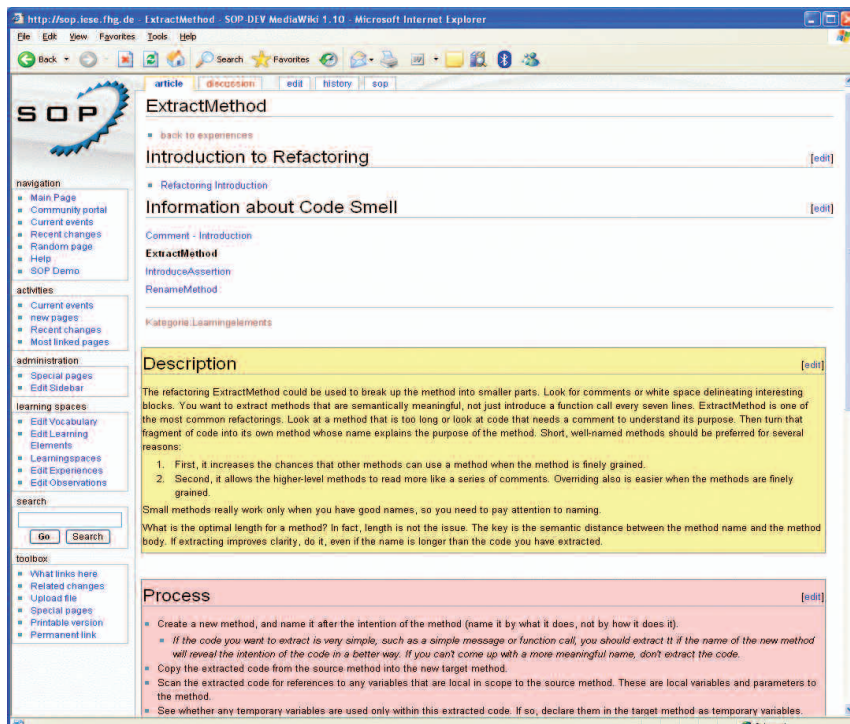 http://sop.iese.fhg.de - ExtractMethod - SOP-DEV MediaWiki 1.10 - Microsoft Internet Explorer
File Edit View Favorites Tools Help
Back Search Favorites
article discussion edit history sop
SOP
ExtractMethod
back to experiences
Introduction to Refactoring [edit]
Refactoring Introduction
Information about Code Smell [edit]
Comment - Introduction
ExtractMethod
IntroduceAssertion
RenameMethod
Kategorie:Learningelements
navigation
Main Page
Community portal
Current events
Recent changes
Random page
Help
SOP Demo
activities
Current events
new pages
Recent changes
Most linked pages
administration
Special pages
Edit Sidebar
learning spaces
Edit Vocabulary
Edit Learning
Elements
Learningspaces
Edit Experiences
Edit Observations
search
Go Search
toolbox
What links here
Related changes
Upload file
Special pages
Printable version
Permanent link
Description [edit]
The refactoring ExtractMethod could be used to break up the method into smaller parts. Look for comments or white space delineating interesting
blocks. You want to extract methods that are semantically meaningful, not just introduce a function call every seven lines. ExtractMethod is one of
the most common refactorings. Look at a method that is too long or look at code that needs a comment to understand its purpose. Then turn that
fragment of code into its own method whose name explains the purpose of the method. Short, well-named methods should be preferred for several
reasons:
1. First, it increases the chances that other methods can use a method when the method is finely grained.
2. Second, it allows the higher-level methods to read more like a series of comments. Overriding also is easier when the methods are finely
grained.
Small methods really work only when you have good names, so you need to pay attention to naming.
What is the optimal length for a method? In fact, length is not the issue. The key is the semantic distance between the method name and the method
body. If extracting improves clarity, do it, even if the name is longer than the code you have extracted.
Process [edit]
Create a new method, and name it after the intention of the method (name it by what it does, not by how it does it).
If the code you want to extract is very simple, such as a simple message or function call, you should extract tt if the name of the new method
will reveal the intention of the code in a better way. If you can't come up with a more meaningful name, don't extract the code.
Copy the extracted code from the source method into the new target method.
Scan the extracted code for references to any variables that are local in scope to the source method. These are local variables and parameters to
the method.
See whether any temporary variables are used only within this extracted code. If so, declare them in the target method as temporary variables.